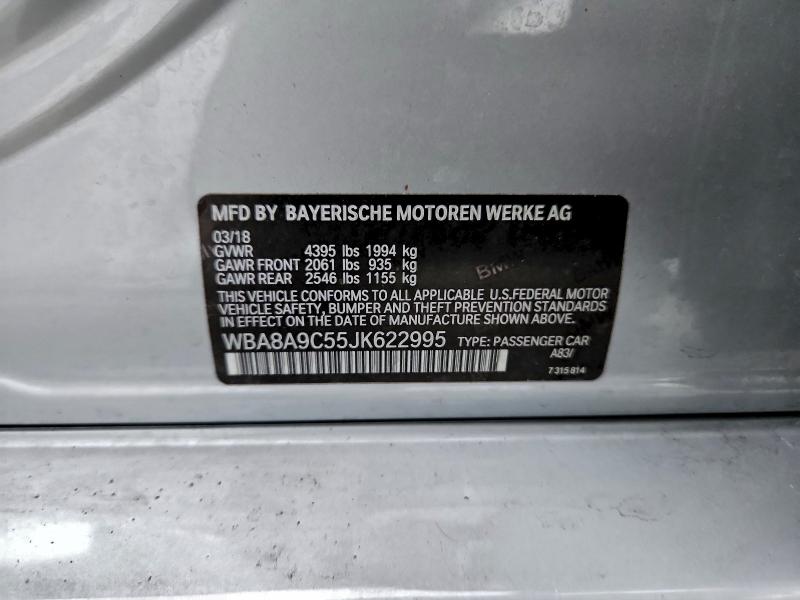 MFD BY BAYERISCHE MOTOREN WERKE AG
03/18
GVWR 4395 lbs 1994 kg
GAWR FRONT 2061 lbs 935 kg
GAWR REAR 2546 lbs 1155 kg
THIS VEHICLE CONFORMS TO ALL APPLICABLE U.S.FEDERAL MOTOR
VEHICLE SAFETY, BUMPER AND THEFT PREVENTION STANDARDS
IN EFFECT ON THE DATE OF MANUFACTURE SHOWN ABOVE.
WBA8A9C55JK622995 TYPE: PASSENGER CAR
A83/
7 315 814